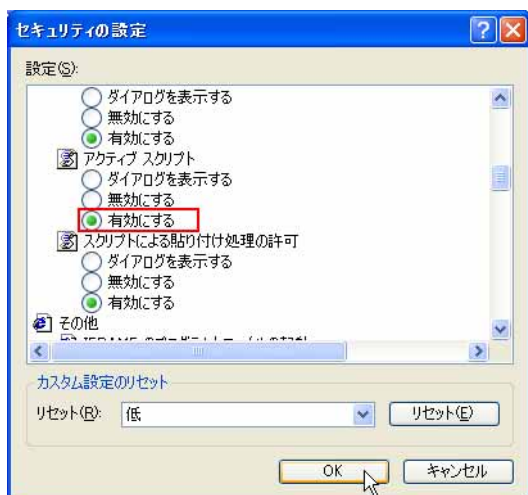 セキュリティの設定
設定(S):
ダイアログを表示する
無効にする
有効にする
アクティブ スクリプト
ダイアログを表示する
無効にする
有効にする
スクリプトによる貼り付け処理の許可
ダイアログを表示する
無効にする
有効にする
その他
カスタム設定のリセット
リセット(R): 低 リセット(E)
OK キャンセル